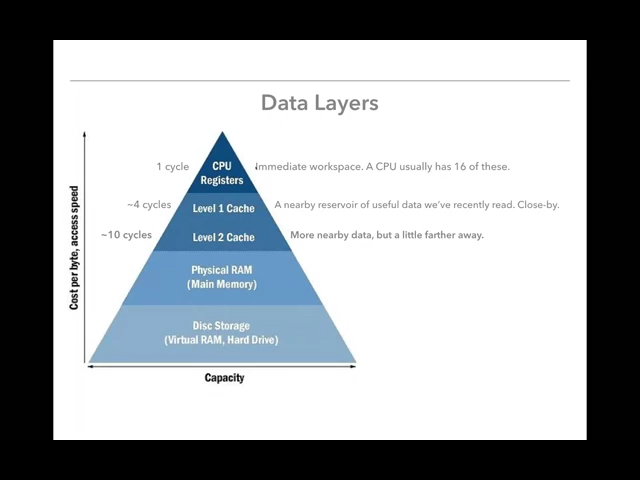 Data Layers
1 cycle
CPU
Registers
Immediate workspace. A CPU usually has 16 of these.
~4 cycles
Level 1 Cache
A nearby reservoir of useful data we've recently read. Close-by.
~10 cycles
Level 2 Cache
More nearby data, but a little farther away.
Physical RAM
(Main Memory)
Disc Storage
(Virtual RAM, Hard Drive)
Cost per byte, access speed
Capacity